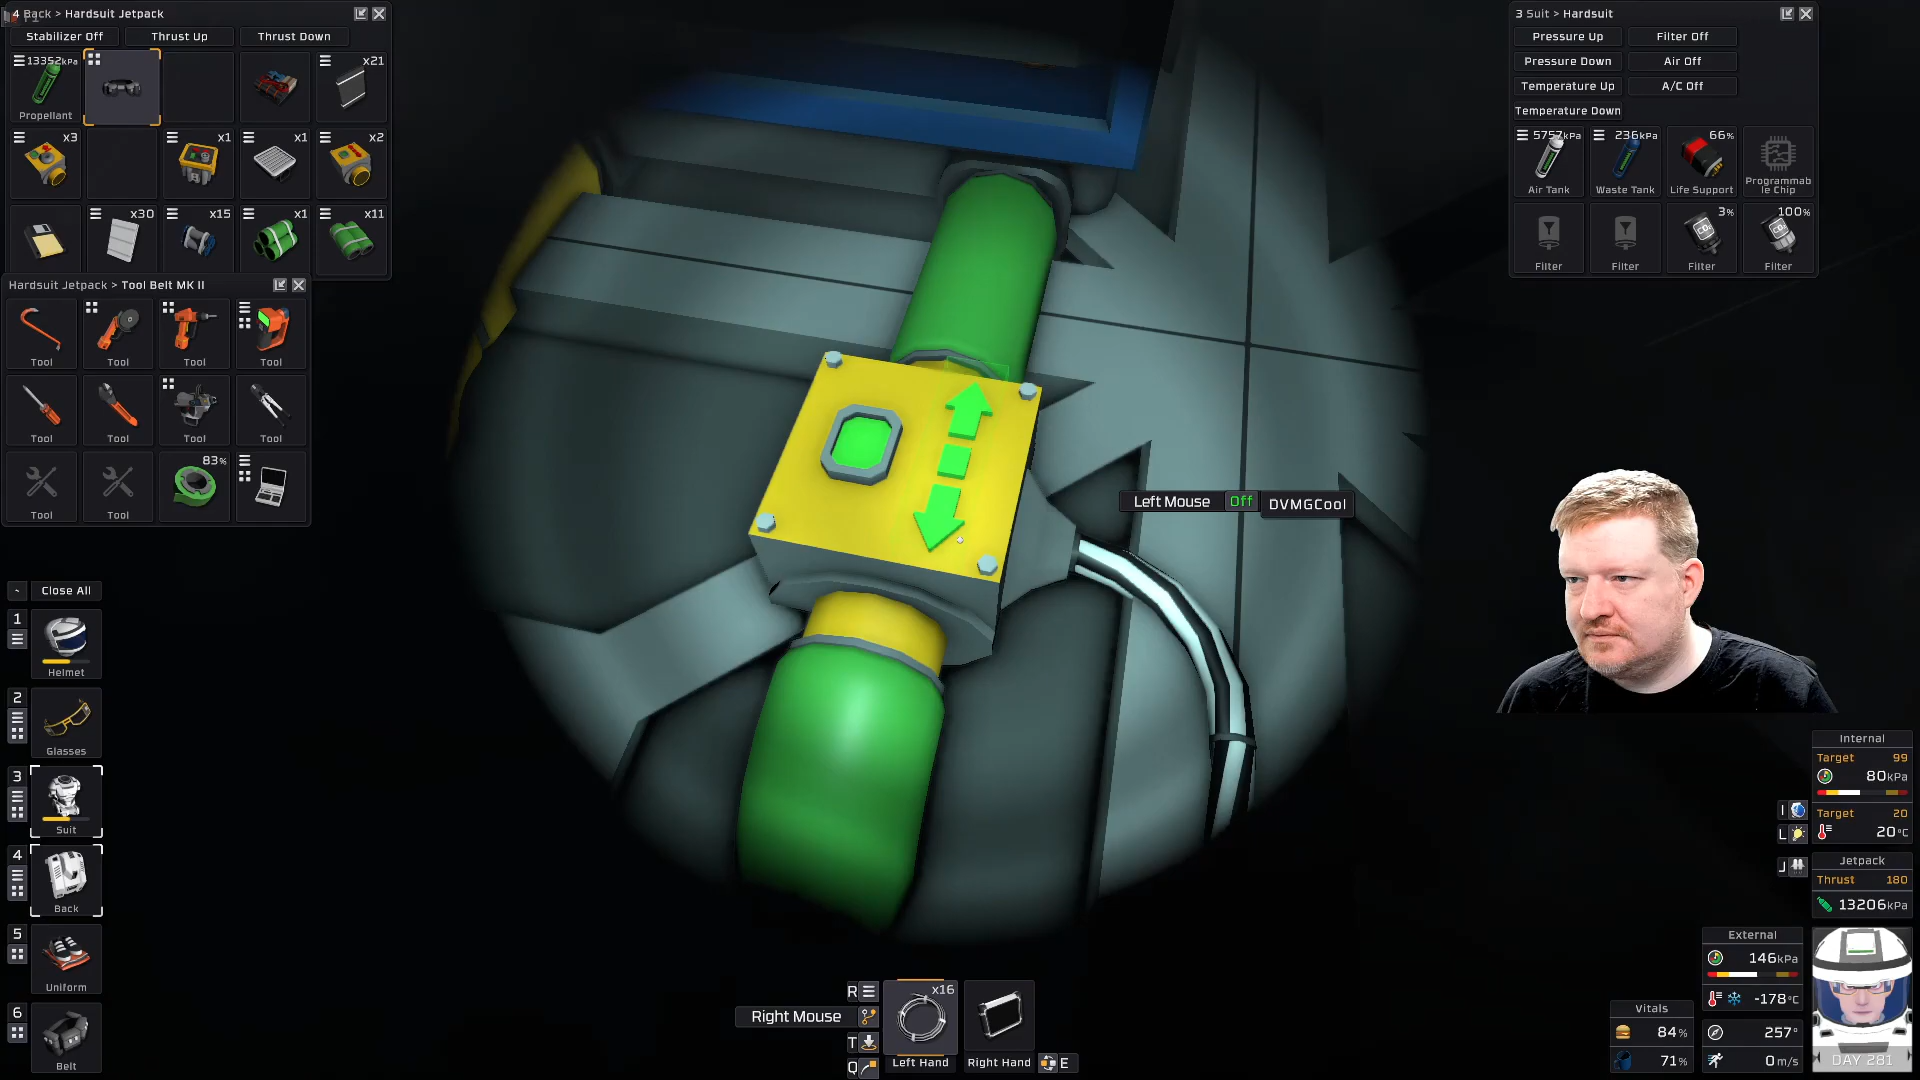 4 Back > Hardsuit Jetpack
Stabilizer Off
Thrust Up
Thrust Down
13352kPa
Propellant
x21
x3
x1
x1
x2
x30
x15
x1
x11
Hardsuit Jetpack > Tool Belt MK II
Tool
Tool
Tool
Tool
Tool
Tool
Tool
Tool
Tool
Tool
83%
~
Close All
1
Helmet
2
Glasses
3
Suit
4
Back
5
Uniform
6
Belt
3 Suit > Hardsuit
Pressure Up
Filter Off
Pressure Down
Air Off
Temperature Up
A/C Off
Temperature Down
5757kPa
Air Tank
236kPa
Waste Tank
66%
Life Support
Programmab
le Chip
Filter
Filter
3%
CO₂
Filter
100%
CO₂
Filter
Left Mouse Off DVMGCool
Right Mouse
R
T
Q
x16
Left Hand
Right Hand
E
Internal
Target 99
80kPa
Target 20
20°C
I
L
J
Jetpack
Thrust 180
13206kPa
External
146kPa
-178°C
Vitals
84%
257°
71%
0m/s
DAY 281